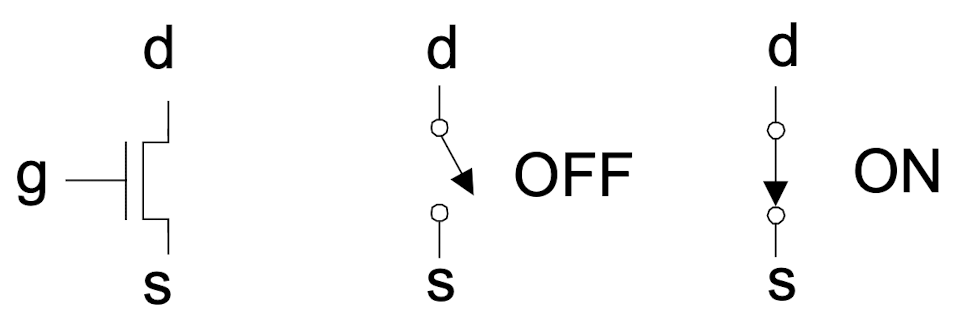 d d d
g OFF ON
s s s